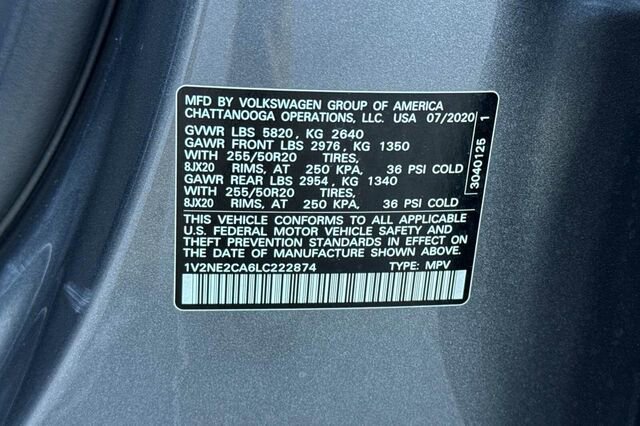 MFD BY VOLKSWAGEN GROUP OF AMERICA
CHATTANOOGA OPERATIONS, LLC. USA 07/2020
GVWR LBS 5820, KG 2640
GAWR FRONT LBS 2976, KG 1350
WITH 255/50R20 TIRES,
8JX20 RIMS, AT 250 KPA, 36 PSI COLD
GAWR REAR LBS 2954, KG 1340
WITH 255/50R20 TIRES,
8JX20 RIMS, AT 250 KPA, 36 PSI COLD
THIS VEHICLE CONFORMS TO ALL APPLICABLE
U.S. FEDERAL MOTOR VEHICLE SAFETY AND
THEFT PREVENTION STANDARDS IN EFFECT ON
THE DATE OF MANUFACTURE SHOWN ABOVE.
1V2NE2CA6LC222874 TYPE: MPV
3040125 1